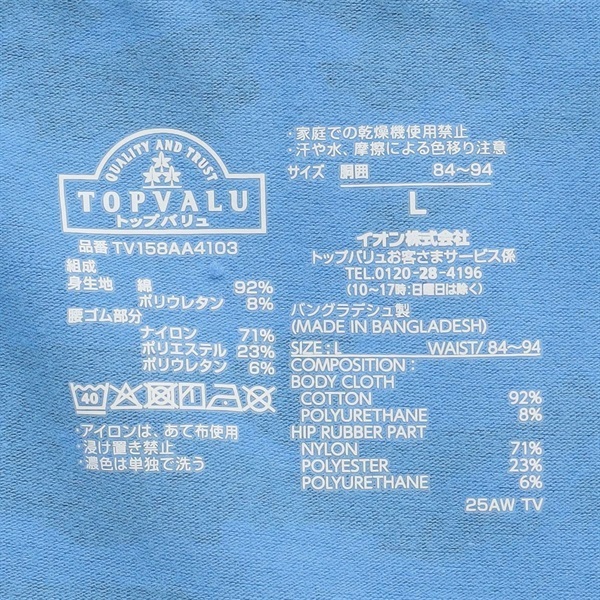 QUALITY AND TRUST
TOPVALU
トップバリュ
品番 TV158AA4103
組成
身生地 綿 92%
ポリウレタン 8%
腰ゴム部分
ナイロン 71%
ポリエステル 23%
ポリウレタン 6%
40
・アイロンは、あて布使用
・浸け置き禁止
・濃色は単独で洗う
・家庭での乾燥機使用禁止
・汗や水、摩擦による色移り注意
サイズ 胴囲 84～94
L
イオン株式会社
トップバリュお客さまサービス係
TEL.0120-28-4196
(10～17時:日曜日は除く)
バングラデシュ製
(MADE IN BANGLADESH)
SIZE : L WAIST/ 84~94
COMPOSITION :
BODY CLOTH
COTTON 92%
POLYURETHANE 8%
HIP RUBBER PART
NYLON 71%
POLYESTER 23%
POLYURETHANE 6%
25AW TV